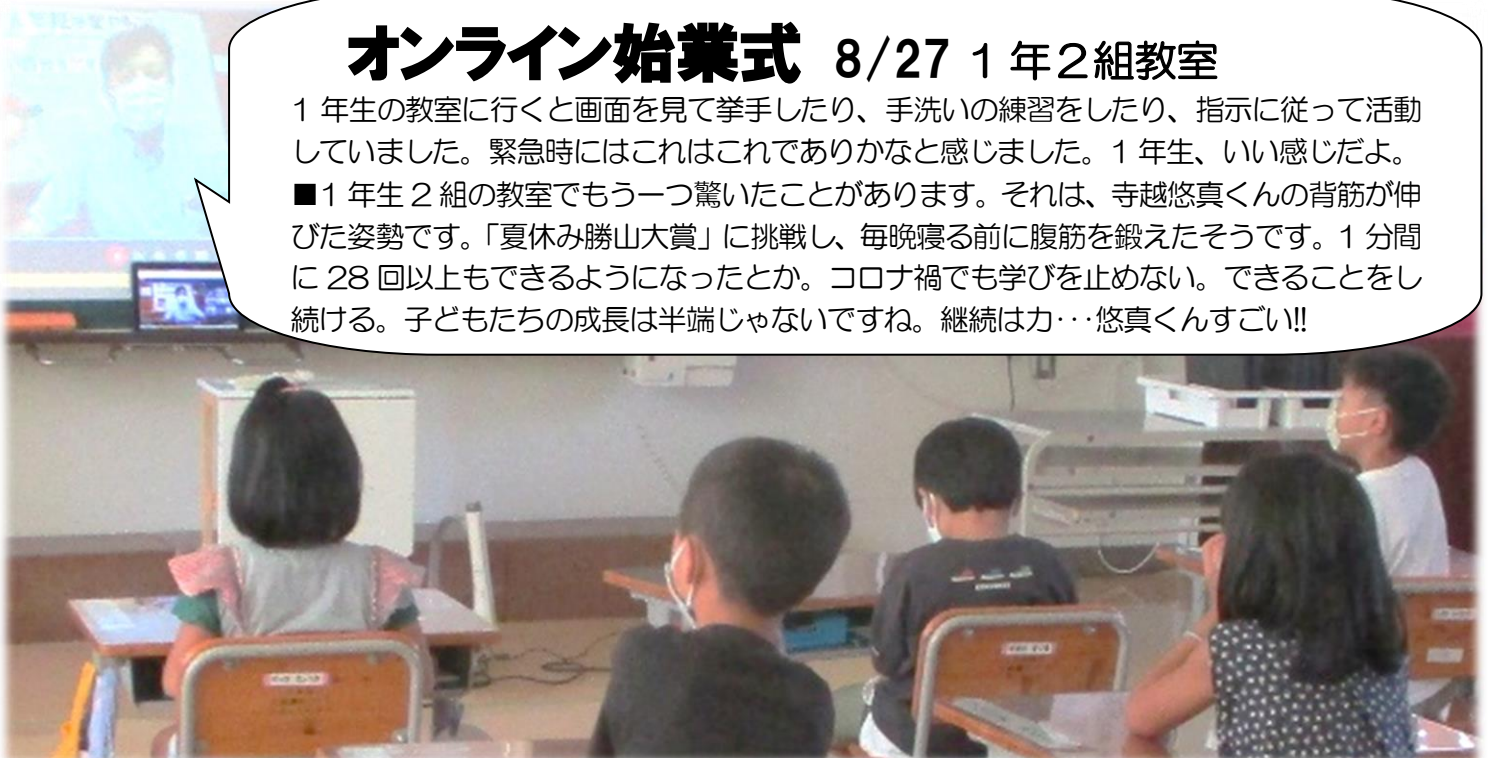 オンライン始業式 8/27 1年2組教室
1年生の教室に行くと画面を見て挙手したり、手洗いの練習をしたり、指示に従って活動
していました。緊急時にはこれはこれでありかなと感じました。1年生、いい感じだよ。
■1年生2組の教室でもう一つ驚いたことがあります。それは、寺越悠真くんの背筋が伸
びた姿勢です。「夏休み勝山大賞」に挑戦し、毎晩寝る前に腹筋を鍛えたそうです。1分間
に28回以上もできるようになったとか。コロナ禍でも学びを止めない。できることをし
続ける。子どもたちの成長は半端じゃないですね。継続は力・・・悠真くんすごい!!